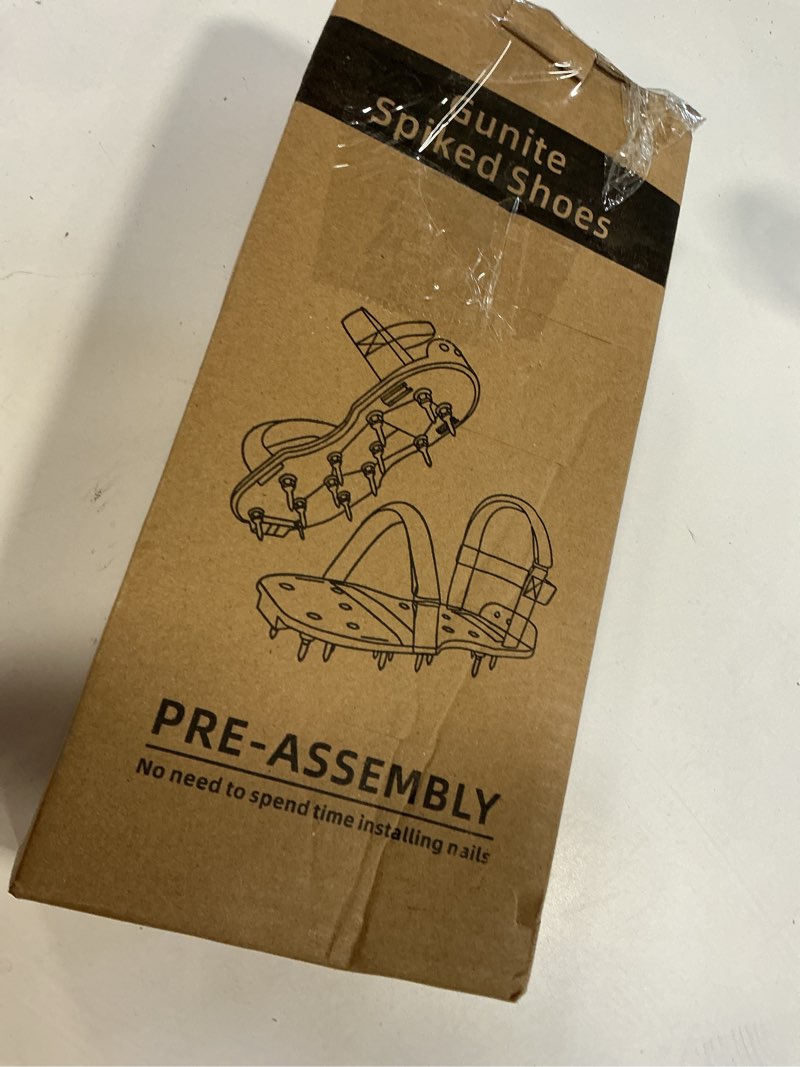 Gunite
Spiked Shoes
PRE-ASSEMBLY
No need to spend time installing nails